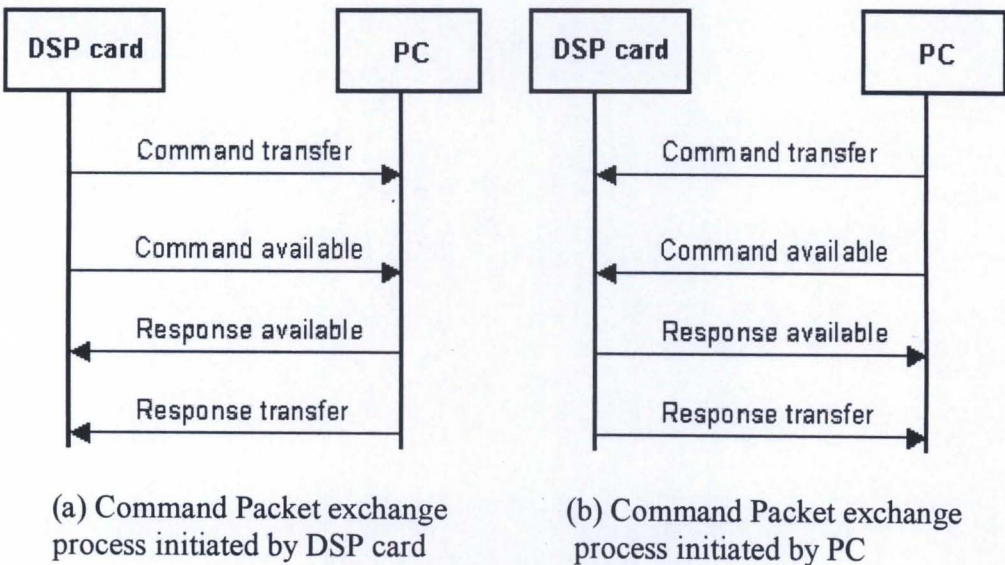 DSP card
PC
Command transfer
Command available
Response available
Response transfer
(a) Command Packet exchange
process initiated by DSP card
DSP card
PC
Command transfer
Command available
Response available
Response transfer
(b) Command Packet exchange
process initiated by PC